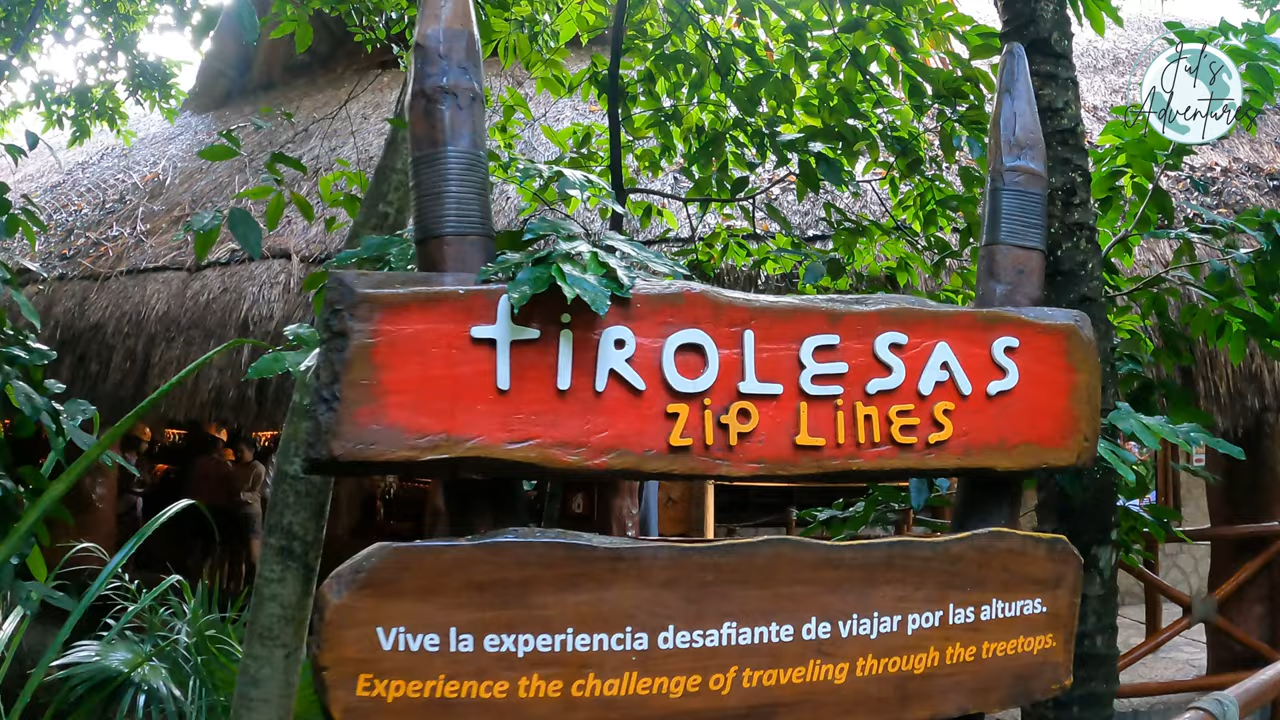 Jul's
Adventures
TIROLESAS
ZIP LINES
Vive la experiencia desafiante de viajar por las alturas.
Experience the challenge of traveling through the treetops.